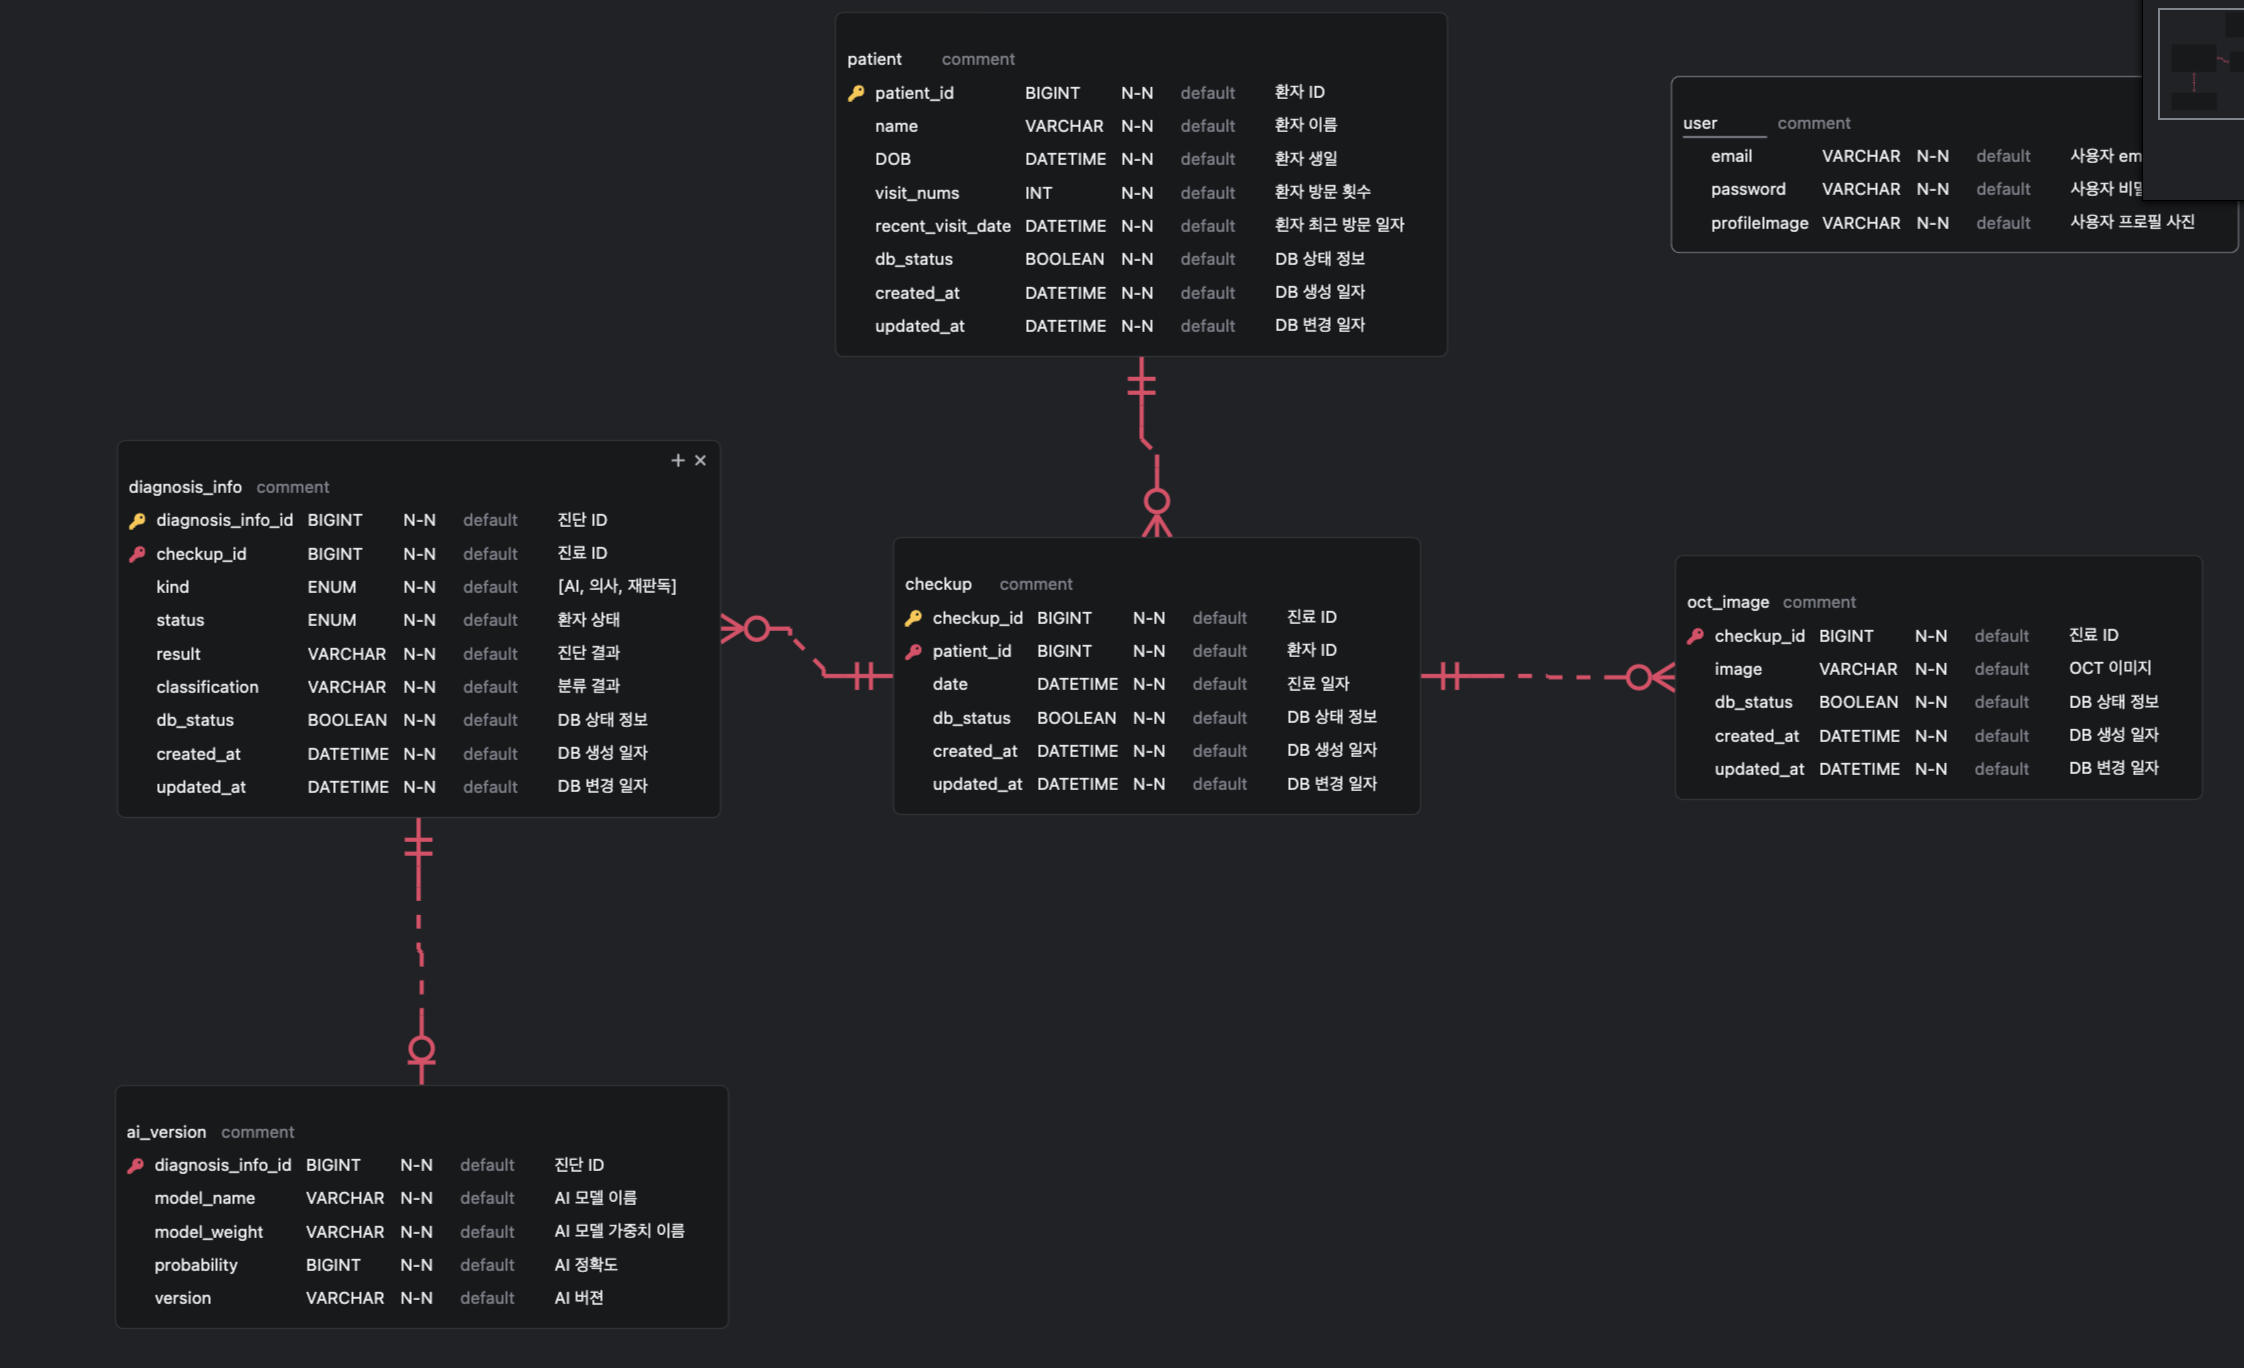 patient comment
patient_id BIGINT N-N default 환자 ID
name VARCHAR N-N default 환자 이름
DOB DATETIME N-N default 환자 생일
visit_nums INT N-N default 환자 방문 횟수
recent_visit_date DATETIME N-N default 횐자 최근 방문 일자
db_status BOOLEAN N-N default DB 상태 정보
created_at DATETIME N-N default DB 생성 일자
updated_at DATETIME N-N default DB 변경 일자
user comment
email VARCHAR N-N default 사용자
password VARCHAR N-N default 사용자
profileImage VARCHAR N-N default 사용자 프로필 사진
diagnosis_info comment
diagnosis_info_id BIGINT N-N default 진단 ID
checkup_id BIGINT N-N default 진료 ID
kind ENUM N-N default [AI, 의사, 재판독]
status ENUM N-N default 환자 상태
result VARCHAR N-N default 진단 결과
classification VARCHAR N-N default 분류 결과
db_status BOOLEAN N-N default DB 상태 정보
created_at DATETIME N-N default DB 생성 일자
updated_at DATETIME N-N default DB 변경 일자
checkup comment
checkup_id BIGINT N-N default 진료 ID
patient_id BIGINT N-N default 환자 ID
date DATETIME N-N default 진료 일자
db_status BOOLEAN N-N default DB 상태 정보
created_at DATETIME N-N default DB 생성 일자
updated_at DATETIME N-N default DB 변경 일자
oct_image comment
checkup_id BIGINT N-N default 진료 ID
image VARCHAR N-N default OCT 이미지
db_status BOOLEAN N-N default DB 상태 정보
created_at DATETIME N-N default DB 생성 일자
updated_at DATETIME N-N default DB 변경 일자
ai_version comment
diagnosis_info_id BIGINT N-N default 진단 ID
model_name VARCHAR N-N default AI 모델 이름
model_weight VARCHAR N-N default AI 모델 가중치 이름
probability BIGINT N-N default AI 정확도
version VARCHAR N-N default AI 버젼